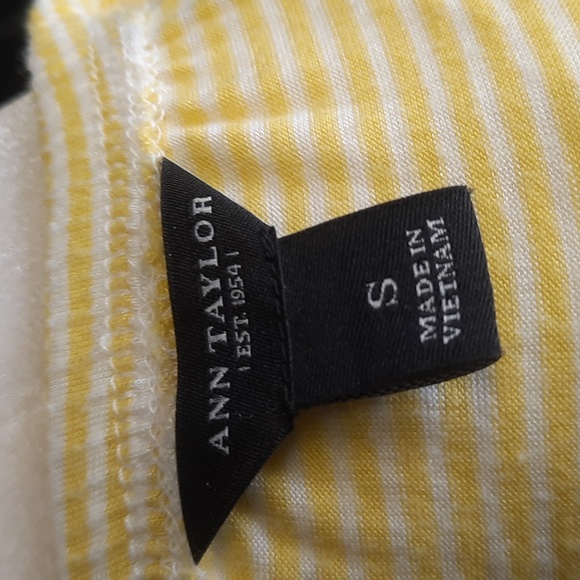 ANN TAYLOR
| EST. 1954 |
S
MADE IN
VIETNAM